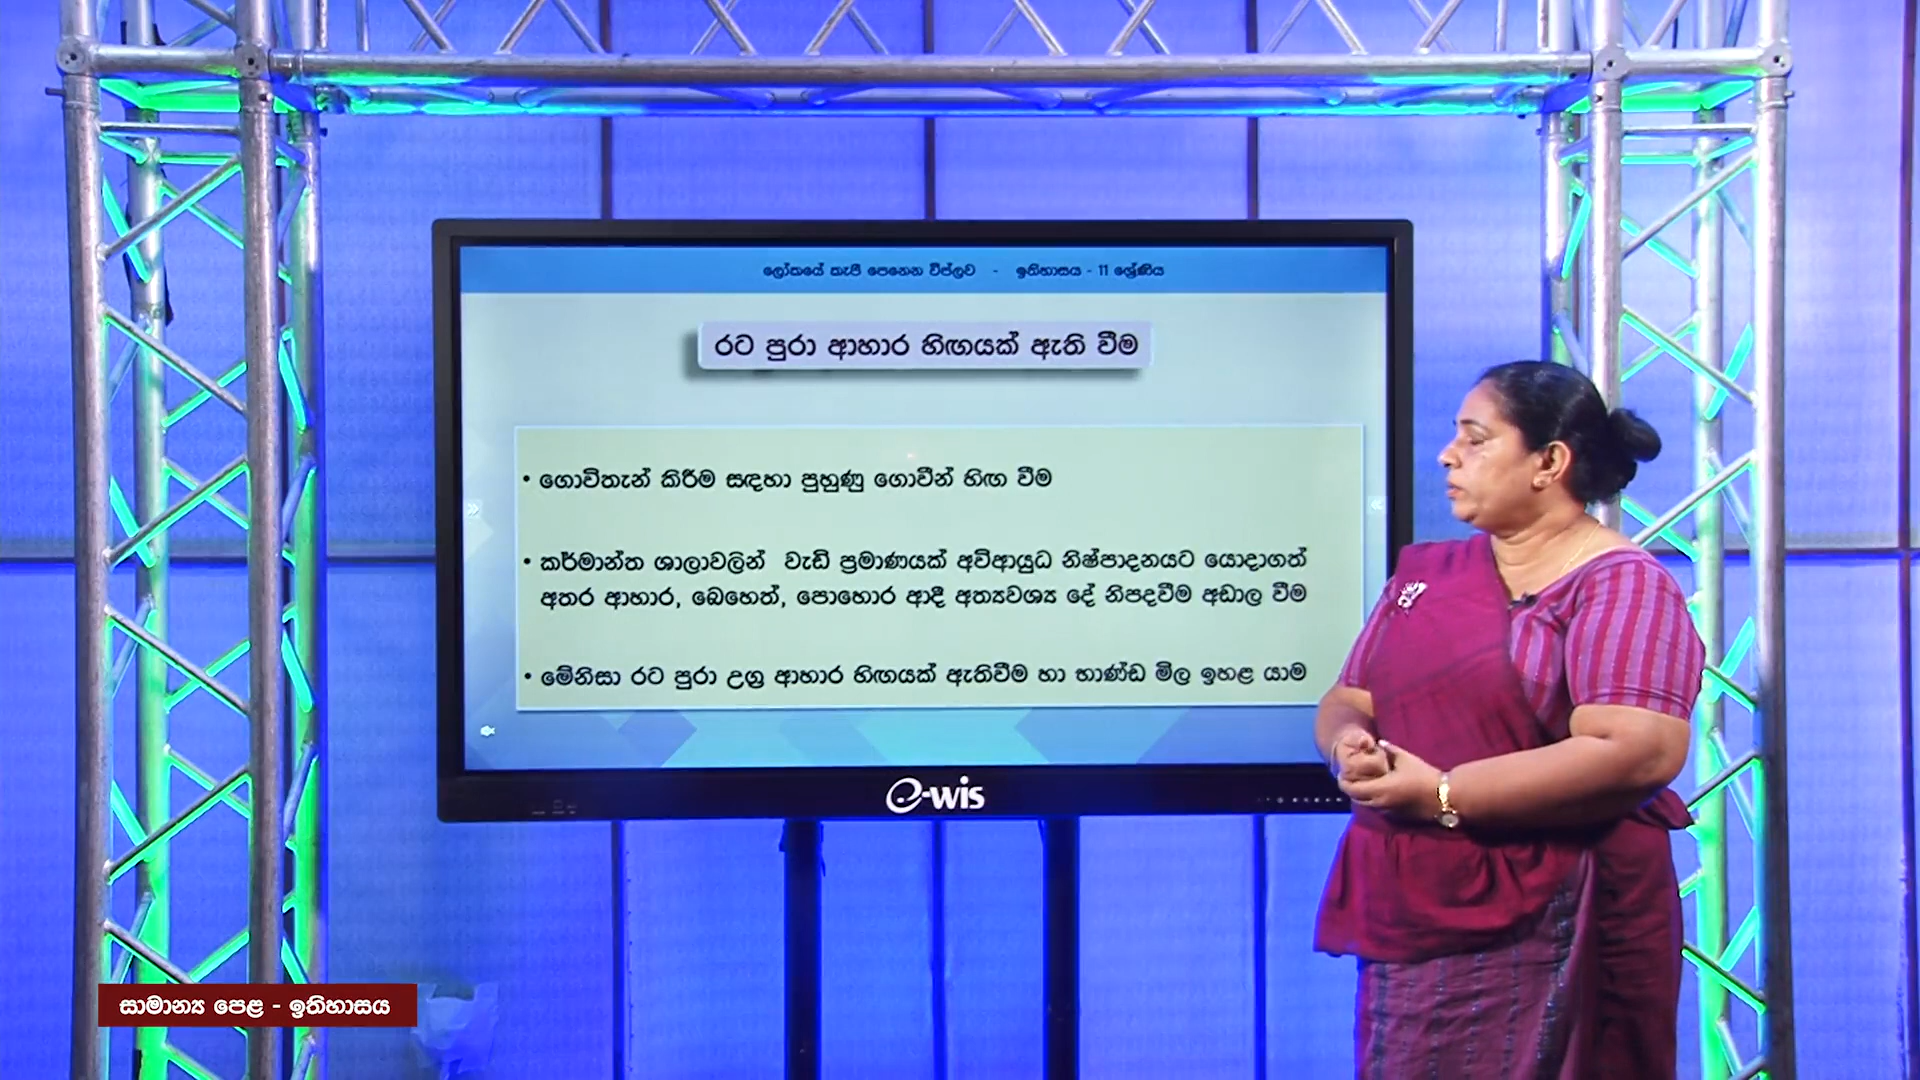 ලෝකයේ කැපී පෙනෙන විප්ලව - ඉතිහාසය - 11 ශ්‍රේණිය
රට පුරා ආහාර හිඟයක් ඇති වීම
• ගොවිතැන් කිරීම සඳහා පුහුණු ගොවීන් හිඟ වීම
• කර්මාන්ත ශාලාවලින් වැඩි ප්‍රමාණයක් අවිආයුධ නිෂ්පාදනයට යොදාගත්
අතර ආහාර, බෙහෙත්, පොහොර ආදී අත්‍යවශ්‍ය දේ නිපදවීම අඩාල වීම
• මේනිසා රට පුරා උග්‍ර ආහාර හිඟයක් ඇතිවීම හා භාණ්ඩ මිල ඉහළ යාම
e-wis
සාමාන්‍ය පෙළ - ඉතිහාසය